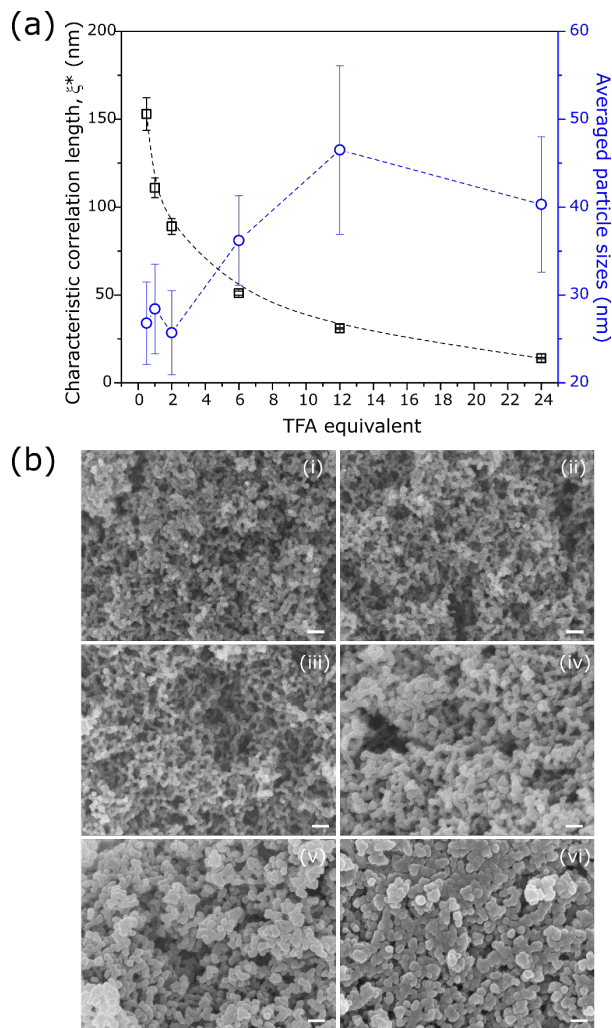 (a)
200
150
100
50
0
Characteristic correlation length, ξ* (nm)
60
50
40
30
20
Averaged particle sizes (nm)
0 2 4 6 8 10 12 14 16 18 20 22 24
TFA equivalent
(b)
(i)
(ii)
(iii)
(iv)
(v)
(vi)